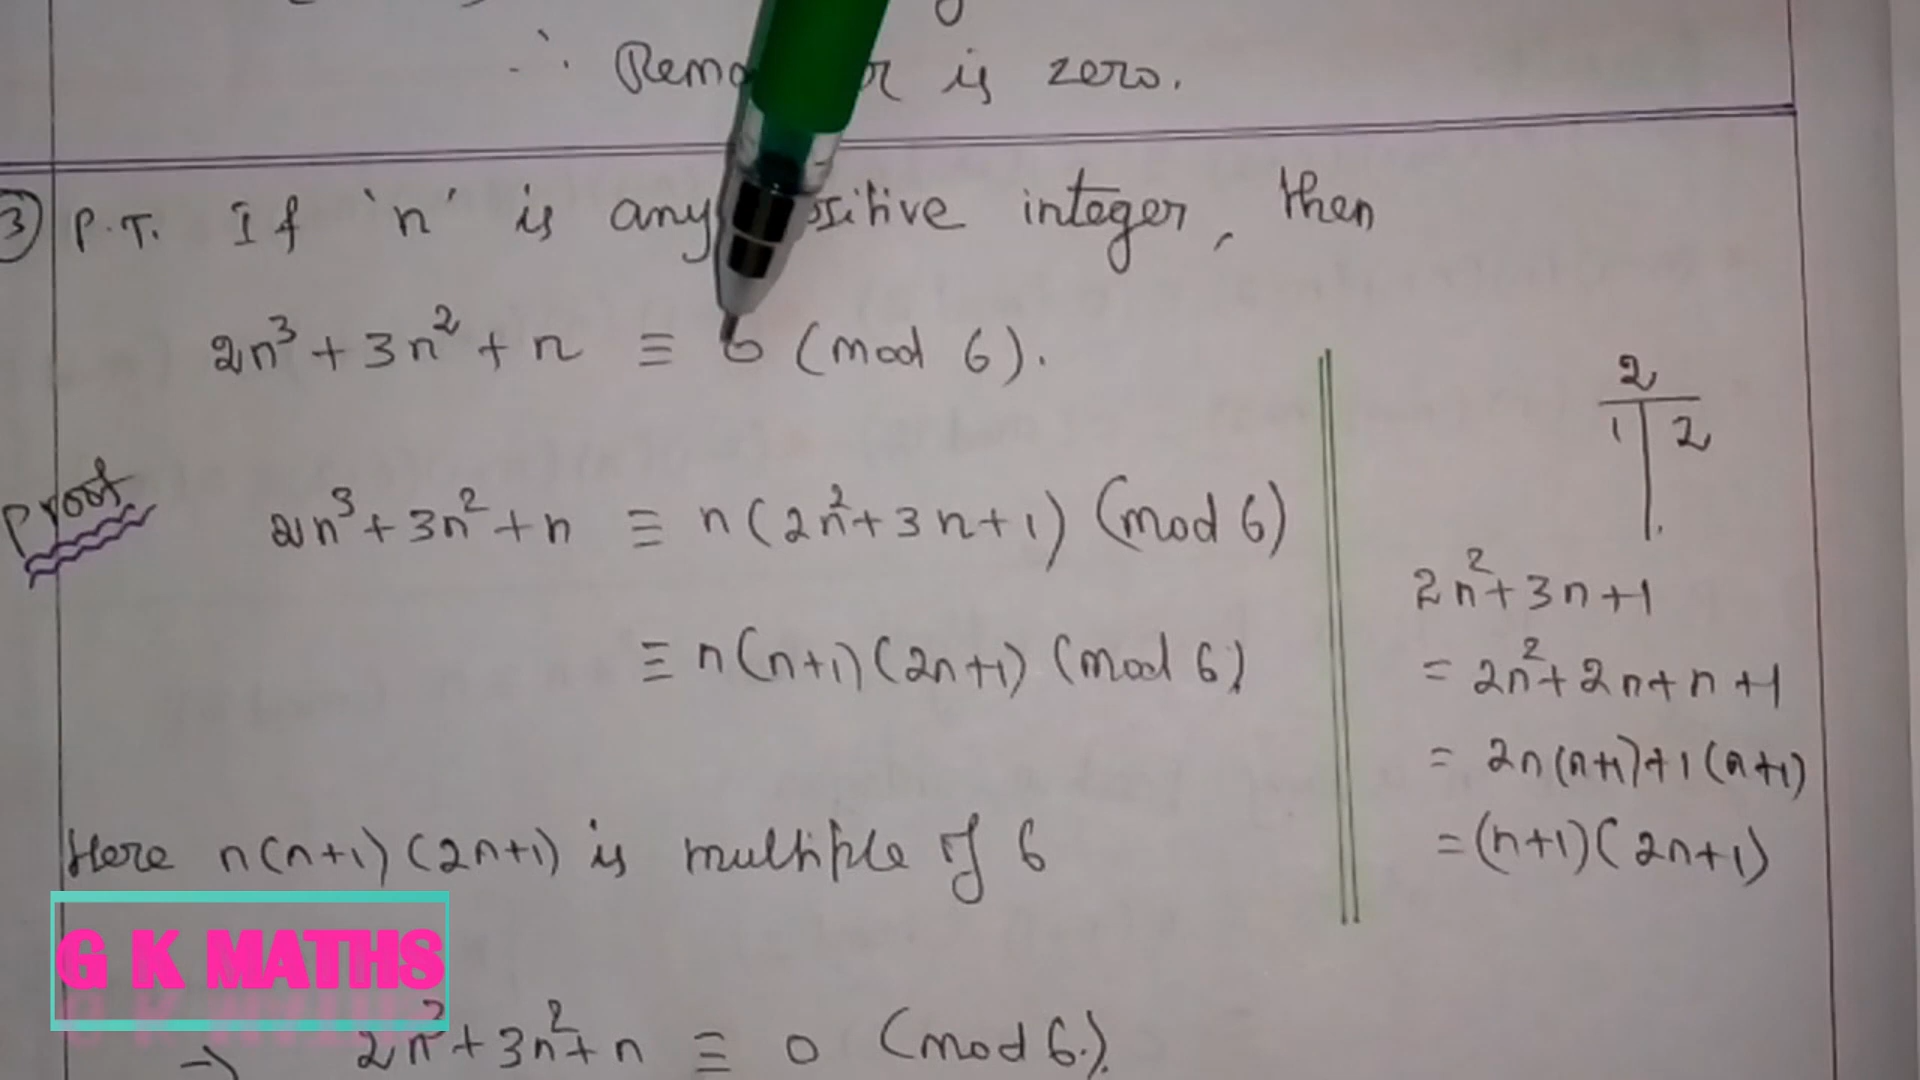 ∴ Rema r is zero.
③ P.T. If 'n' is any ositive integer, then
2n³ + 3n² + n ≡ 0 (mod 6).
Proof
2n³ + 3n² + n ≡ n(2n² + 3n + 1) (mod 6)
≡ n(n+1)(2n+1) (mod 6)
Here n(n+1)(2n+1) is multiple of 6
⇒ 2n³ + 3n² + n ≡ 0 (mod 6).
2
1 2
2n² + 3n + 1
= 2n² + 2n + n + 1
= 2n(n+1) + 1(n+1)
= (n+1)(2n+1)
G K MATHS